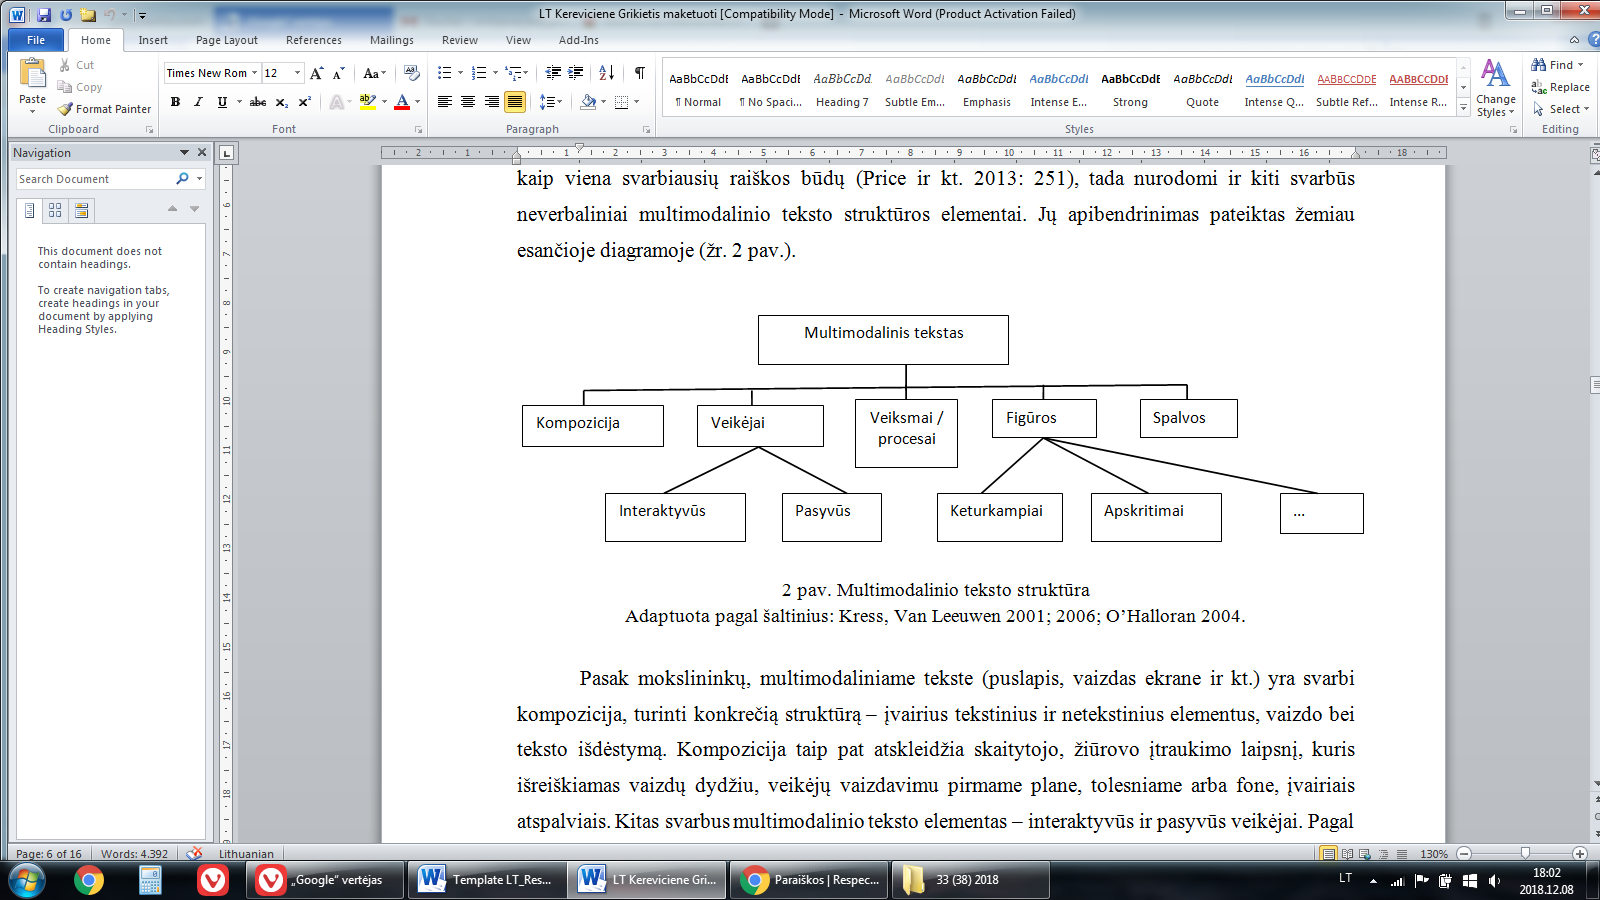 LT Kereviciene Grikietis maketuoti [Compatibility Mode] - Microsoft Word (Product Activation Failed)
File Home Insert Page Layout References Mailings Review View Add-Ins
Cut
Copy
Format Painter
Paste
Clipboard
Times New Rom 12
Font
Paragraph
AaBbCcDdE AaBbCcDdE AaBbCcDd. AaBbCcDdE AaBbCcDdE AaBbCcDdE AaBbCcDdE AaBbCcDdE AaBbCcDdE AABBCCDDE AABBCCDDE
¶ Normal ¶ No Spaci... Heading 7 Subtle Em... Emphasis Intense E... Strong Quote Intense Q... Subtle Ref... Intense R...
Styles
Change Styles
Find
Replace
Select
Editing
Navigation
Search Document
This document does not
contain headings.
To create navigation tabs,
create headings in your
document by applying
Heading Styles.
kaip viena svarbiausių raiškos būdų (Price ir kt. 2013: 251), tada nurodomi ir kiti svarbūs
neverbaliniai multimodalinio teksto struktūros elementai. Jų apibendrinimas pateiktas žemiau
esančioje diagramoje (žr. 2 pav.).
Multimodalinis tekstas
Kompozicija
Veikėjai
Veiksmai /
procesai
Figūros
Spalvos
Interaktyvūs
Pasyvūs
Keturkampiai
Apskritimai
...
2 pav. Multimodalinio teksto struktūra
Adaptuota pagal šaltinius: Kress, Van Leeuwen 2001; 2006; O’Halloran 2004.
Pasak mokslininkų, multimodaliniame tekste (puslapis, vaizdas ekrane ir kt.) yra svarbi
kompozicija, turinti konkrečią struktūrą – įvairius tekstinius ir netekstinius elementus, vaizdo bei
teksto išdėstymą. Kompozicija taip pat atskleidžia skaitytojo, žiūrovo įtraukimo laipsnį, kuris
išreiškiamas vaizdų dydžiu, veikėjų vaizdavimu pirmame plane, tolesniame arba fone, įvairiais
atspalviais. Kitas svarbus multimodalinio teksto elementas – interaktyvūs ir pasyvūs veikėjai. Pagal
Page: 6 of 16 Words: 4.392 Lithuanian 130%
„Google“ vertėjas
Template LT_Res...
LT Kereviciene Gri...
Paraiškos | Respec...
33 (38) 2018
LT
18:02
2018.12.08